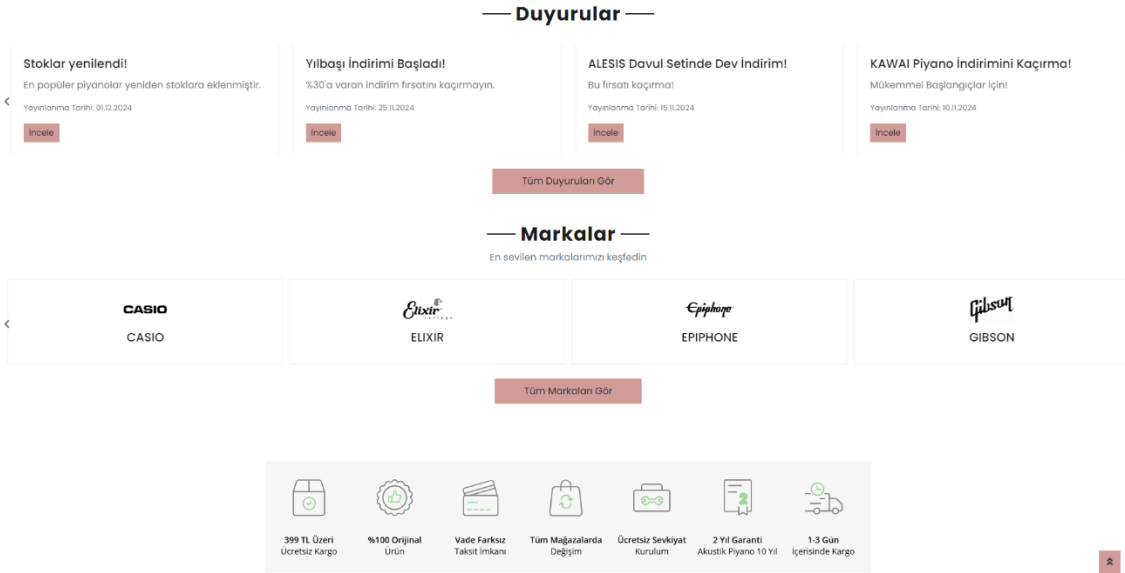 Duyurular
Stoklar yenilendi!
En popüler piyanolar yeniden stoklara eklenmiştir.
Yayınlanma Tarihi: 01.12.2024
İncele
Yılbaşı İndirimi Başladı!
%30'a varan indirim fırsatını kaçırmayın.
Yayınlanma Tarihi: 25.11.2024
İncele
ALESIS Davul Setinde Dev İndirim!
Bu fırsatı kaçırma!
Yayınlanma Tarihi: 15.11.2024
İncele
KAWAI Piyano İndirimini Kaçırma!
Mükemmel Başlangıçlar için!
Yayınlanma Tarihi: 10.11.2024
İncele
Tüm Duyuruları Gör
Markalar
En sevilen markalarımızı keşfedin
CASIO
CASIO
Elixir
strings
ELIXIR
Epiphone
EPIPHONE
Gibson
GIBSON
Tüm Markaları Gör
399 TL Üzeri
Ücretsiz Kargo
%100 Orijinal
Ürün
Vade Farksız
Taksit İmkanı
Tüm Mağazalarda
Değişim
Ücretsiz Sevkiyat
Kurulum
2
2 Yıl Garanti
Akustik Piyano 10 Yıl
1-3 Gün
İçerisinde Kargo